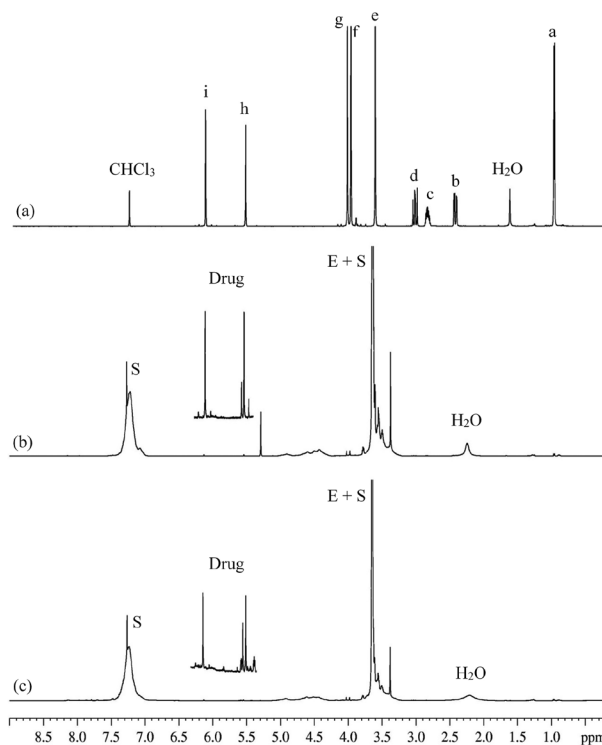 g f e a
i
h
CHCl₃ d c b H₂O
(a)
E + S
Drug
S H₂O
(b)
E + S
Drug
S H₂O
(c)
8.5 8.0 7.5 7.0 6.5 6.0 5.5 5.0 4.5 4.0 3.5 3.0 2.5 2.0 1.5 1.0 ppm